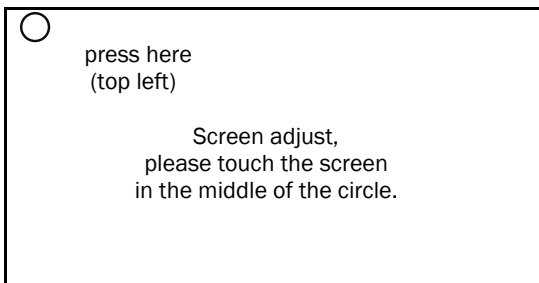 press here
(top left)
Screen adjust,
please touch the screen
in the middle of the circle.